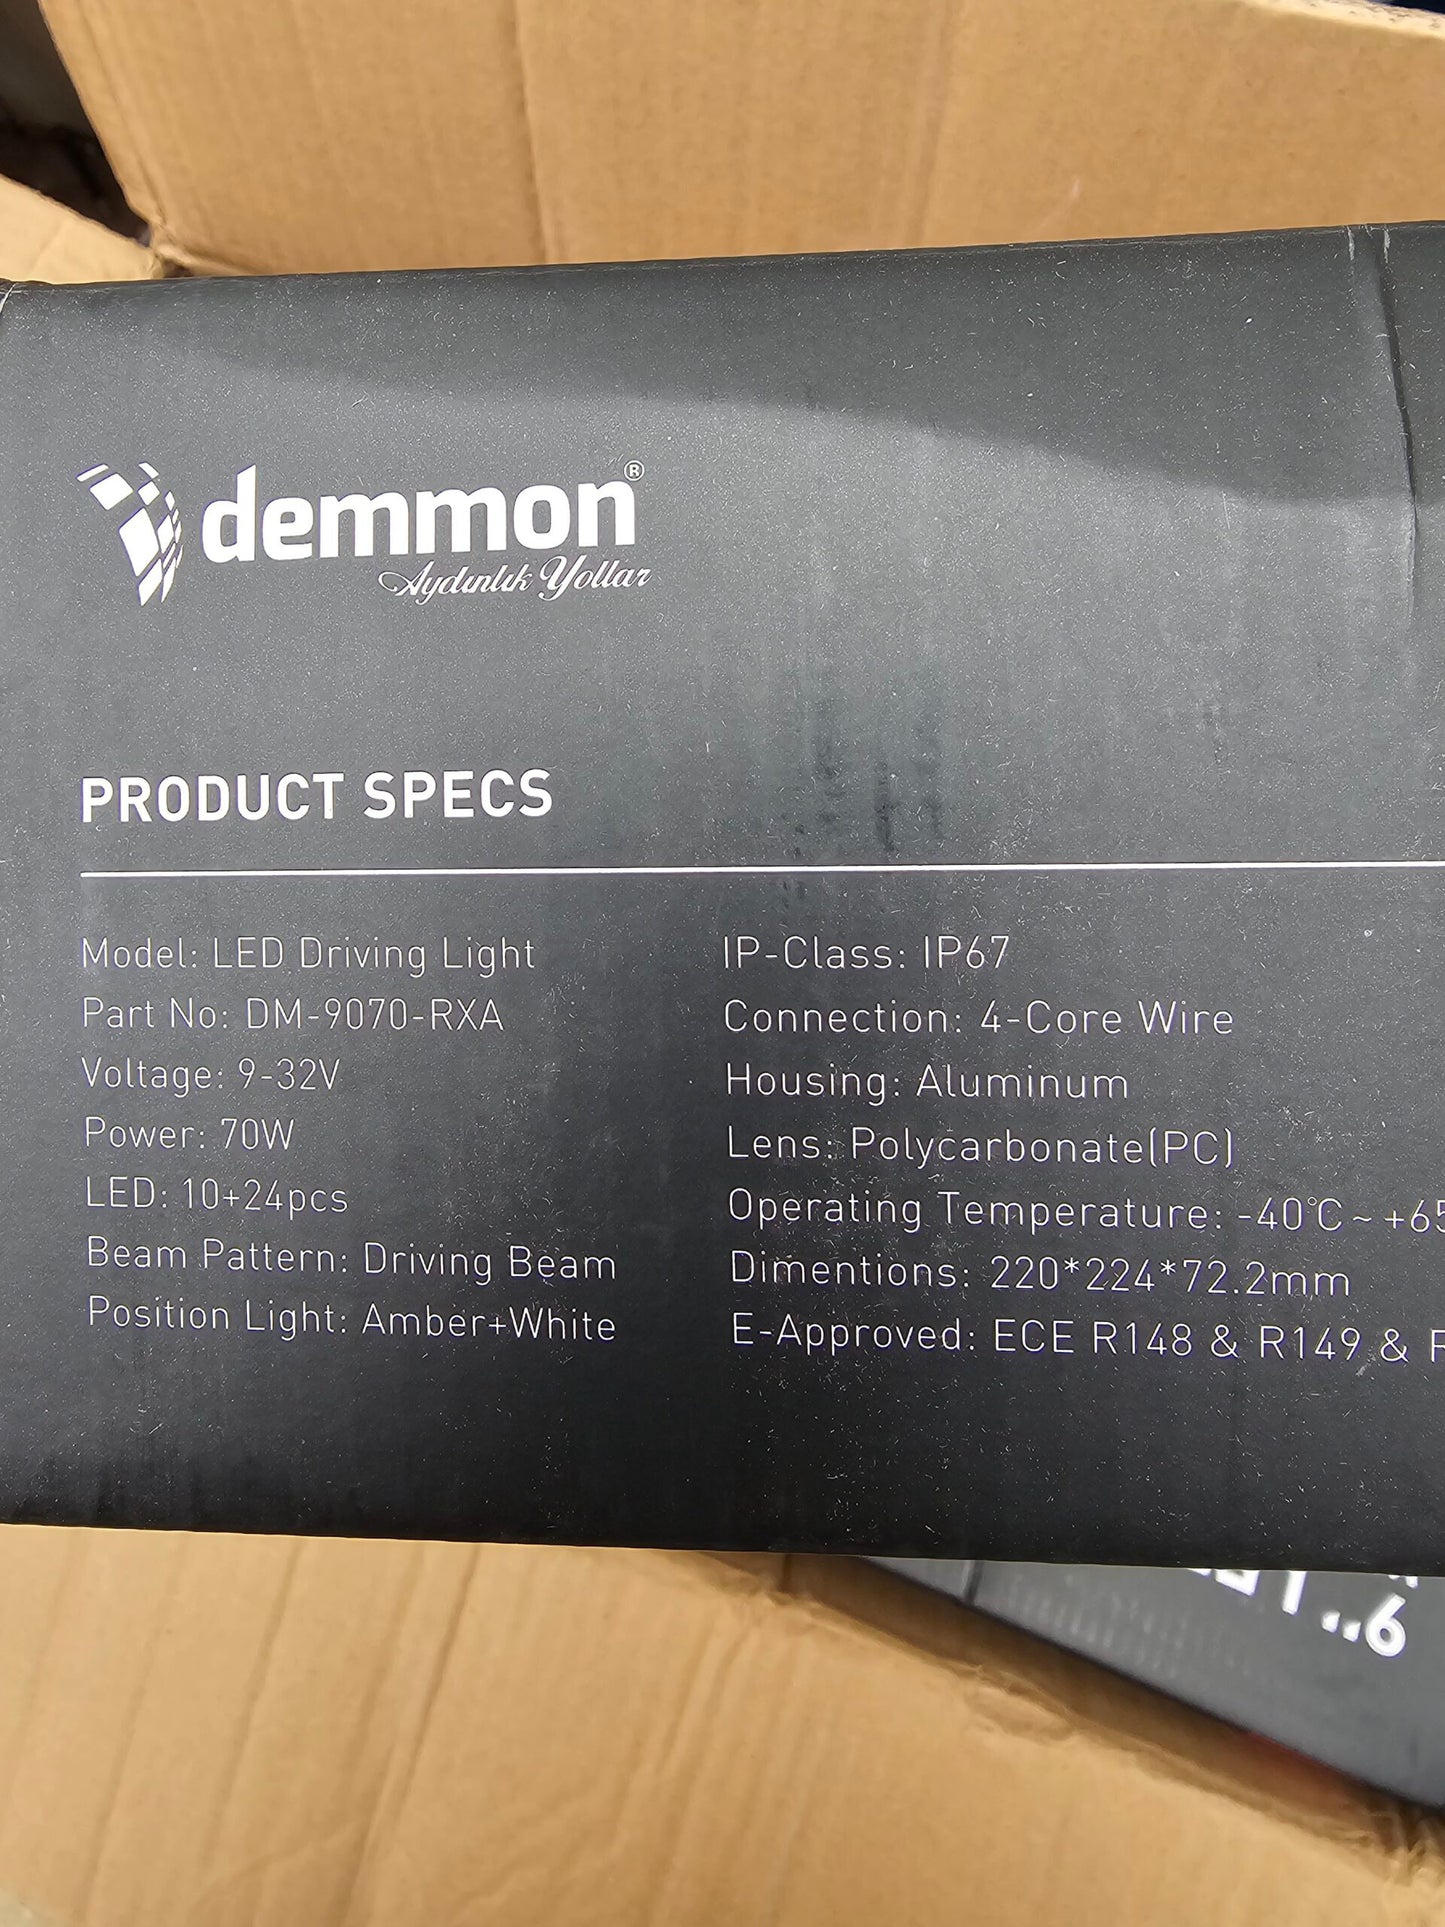 demmon®
Aydınlık Yollar
PRODUCT SPECS
Model: LED Driving Light
Part No: DM-9070-RXA
Voltage: 9-32V
Power: 70W
LED: 10+24pcs
Beam Pattern: Driving Beam
Position Light: Amber+White
IP-Class: IP67
Connection: 4-Core Wire
Housing: Aluminum
Lens: Polycarbonate(PC)
Operating Temperature: -40°C ~ +65
Dimentions: 220*224*72.2mm
E-Approved: ECE R148 & R149 & R